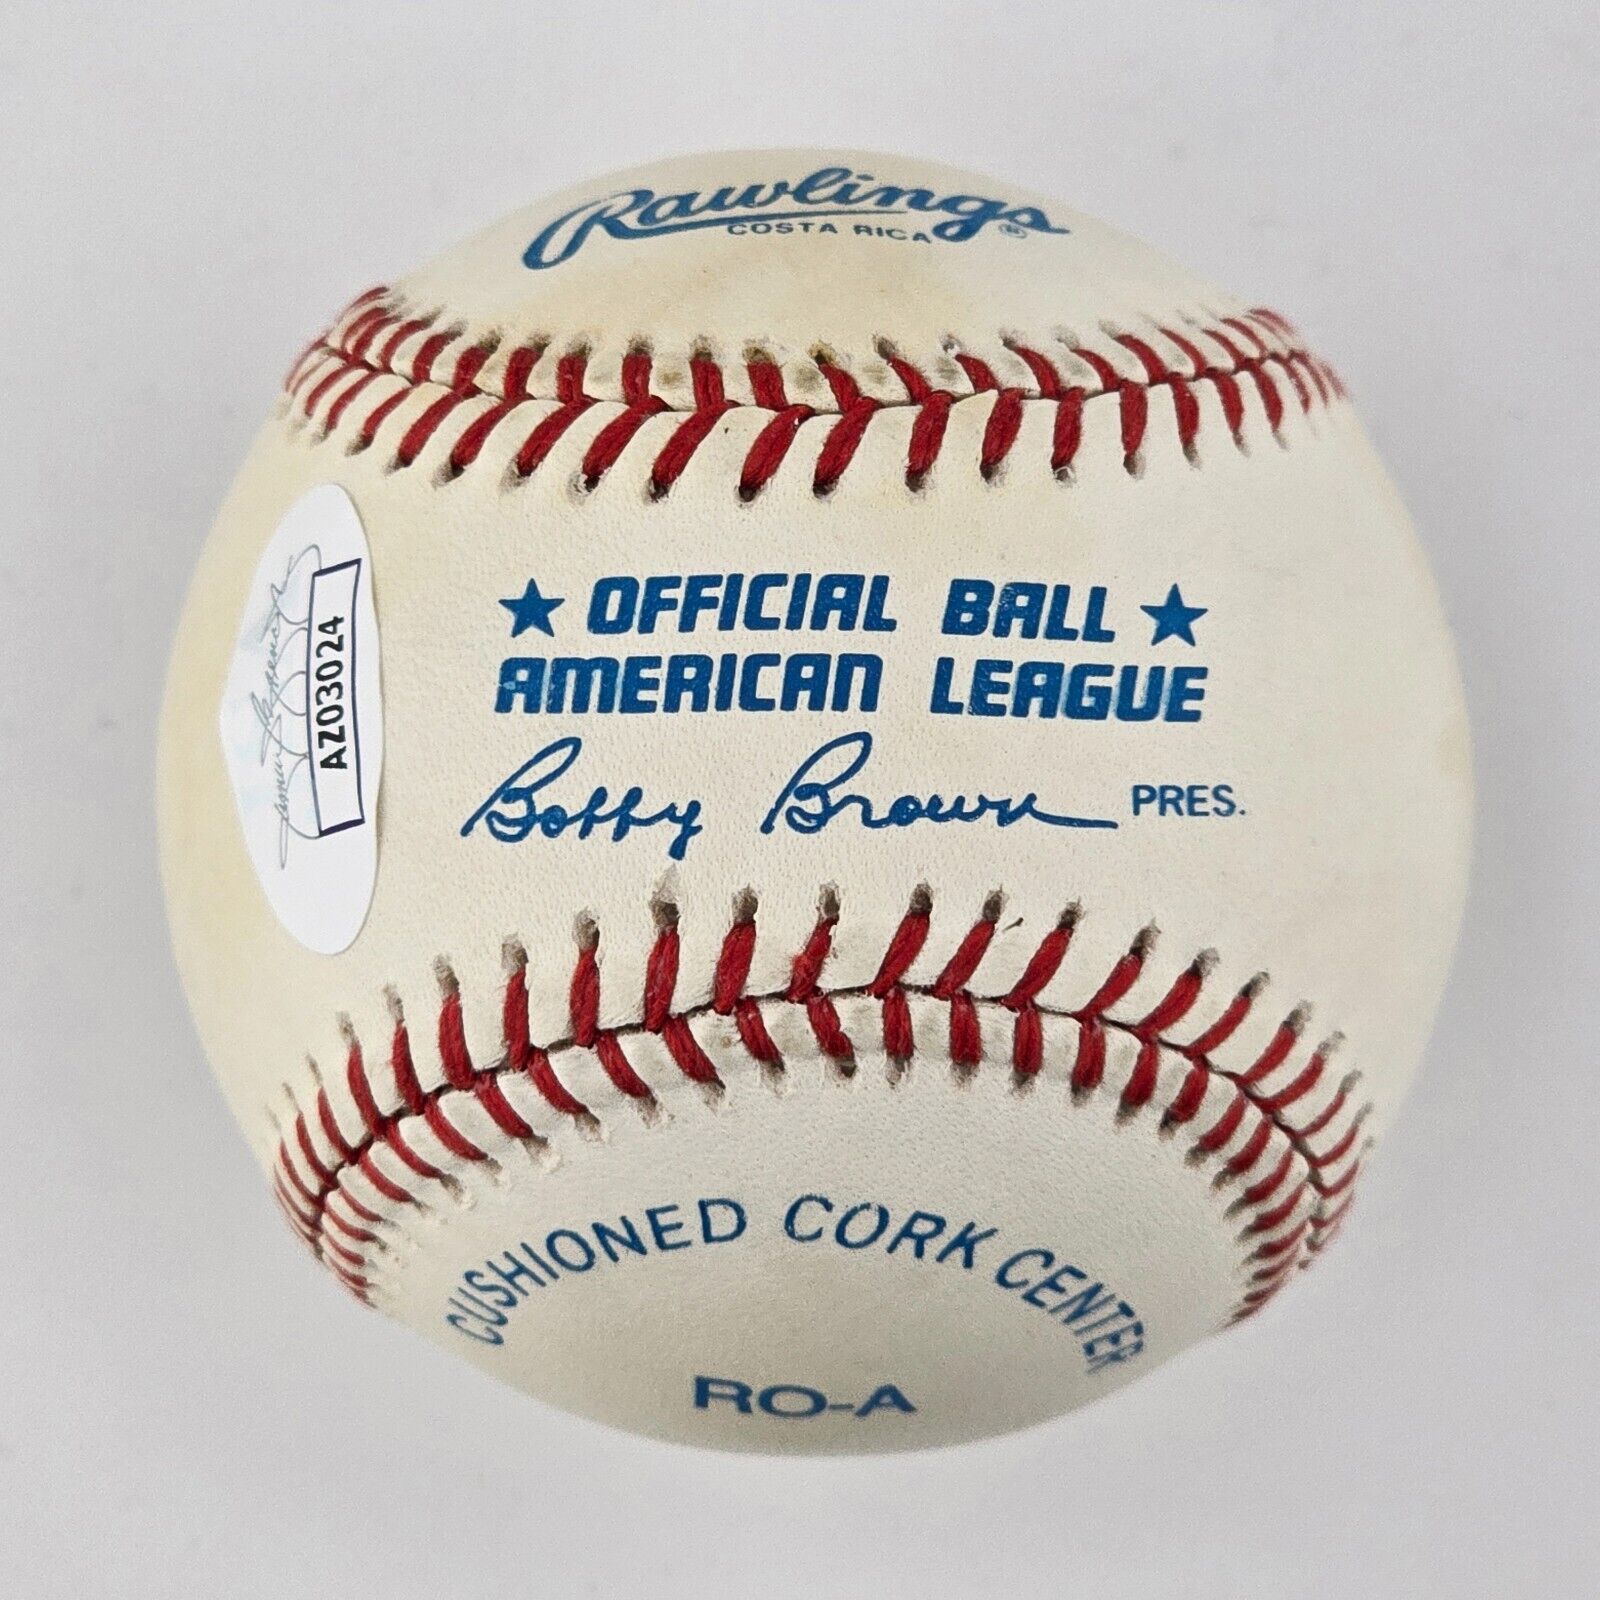 Rawlings®
COSTA RICA
★ OFFICIAL BALL ★
AMERICAN LEAGUE
Bobby Brown PRES.
AZ03024
CUSHIONED CORK CENTER
RO-A